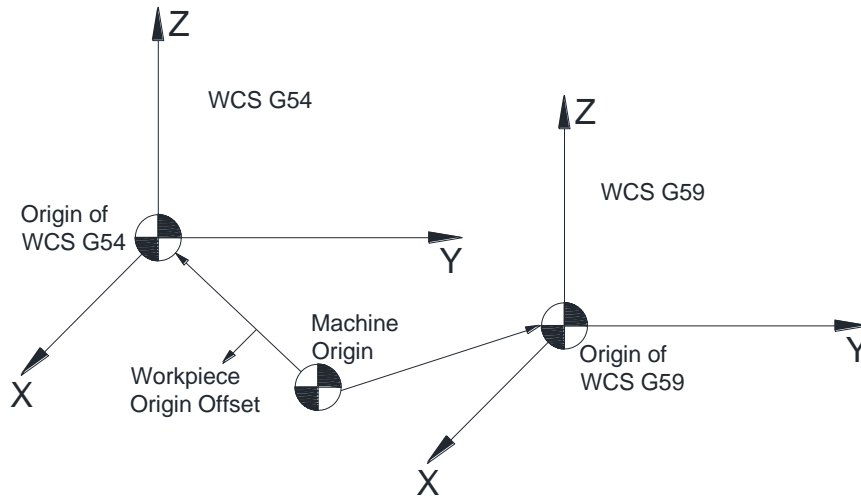 Z
WCS G54
Origin of
WCS G54
Y
X
Workpiece
Origin Offset
Machine
Origin
Z
WCS G59
Origin of
WCS G59
Y
X